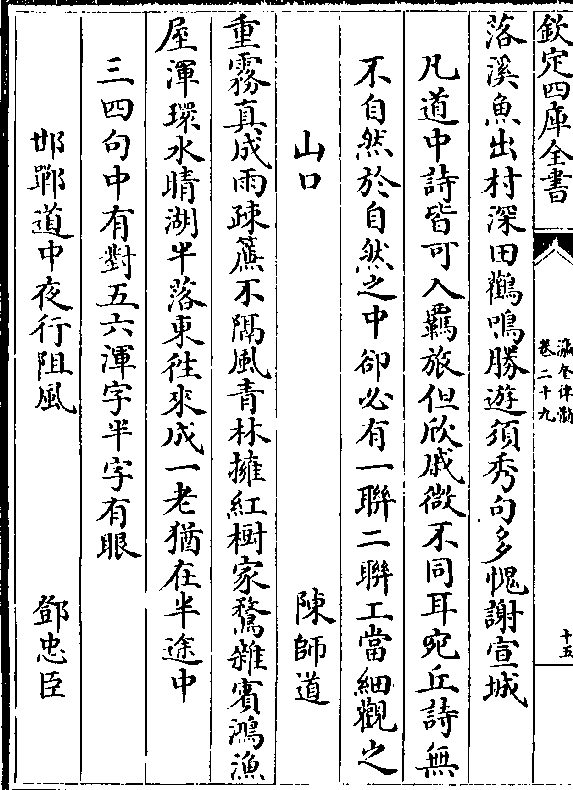 欽定四庫全書
瀛奎律髓
卷二十九
十五
落溪魚出村深田鸛鳴勝遊須秀句多愧謝宣城
凡道中詩皆可入羈旅但欣戚微不同耳宛丘詩無
不自然於自然之中卻必有一聯二聯工當細觀之
山口 陳師道
重霧真成雨疎簾不隔風青林擁紅樹家鶩雜賓鴻漁
屋渾環水晴湖半落東徃來成一老猶在半途中
三四句中有對五六渾字半字有眼
邯鄲道中夜行阻風 鄧忠臣